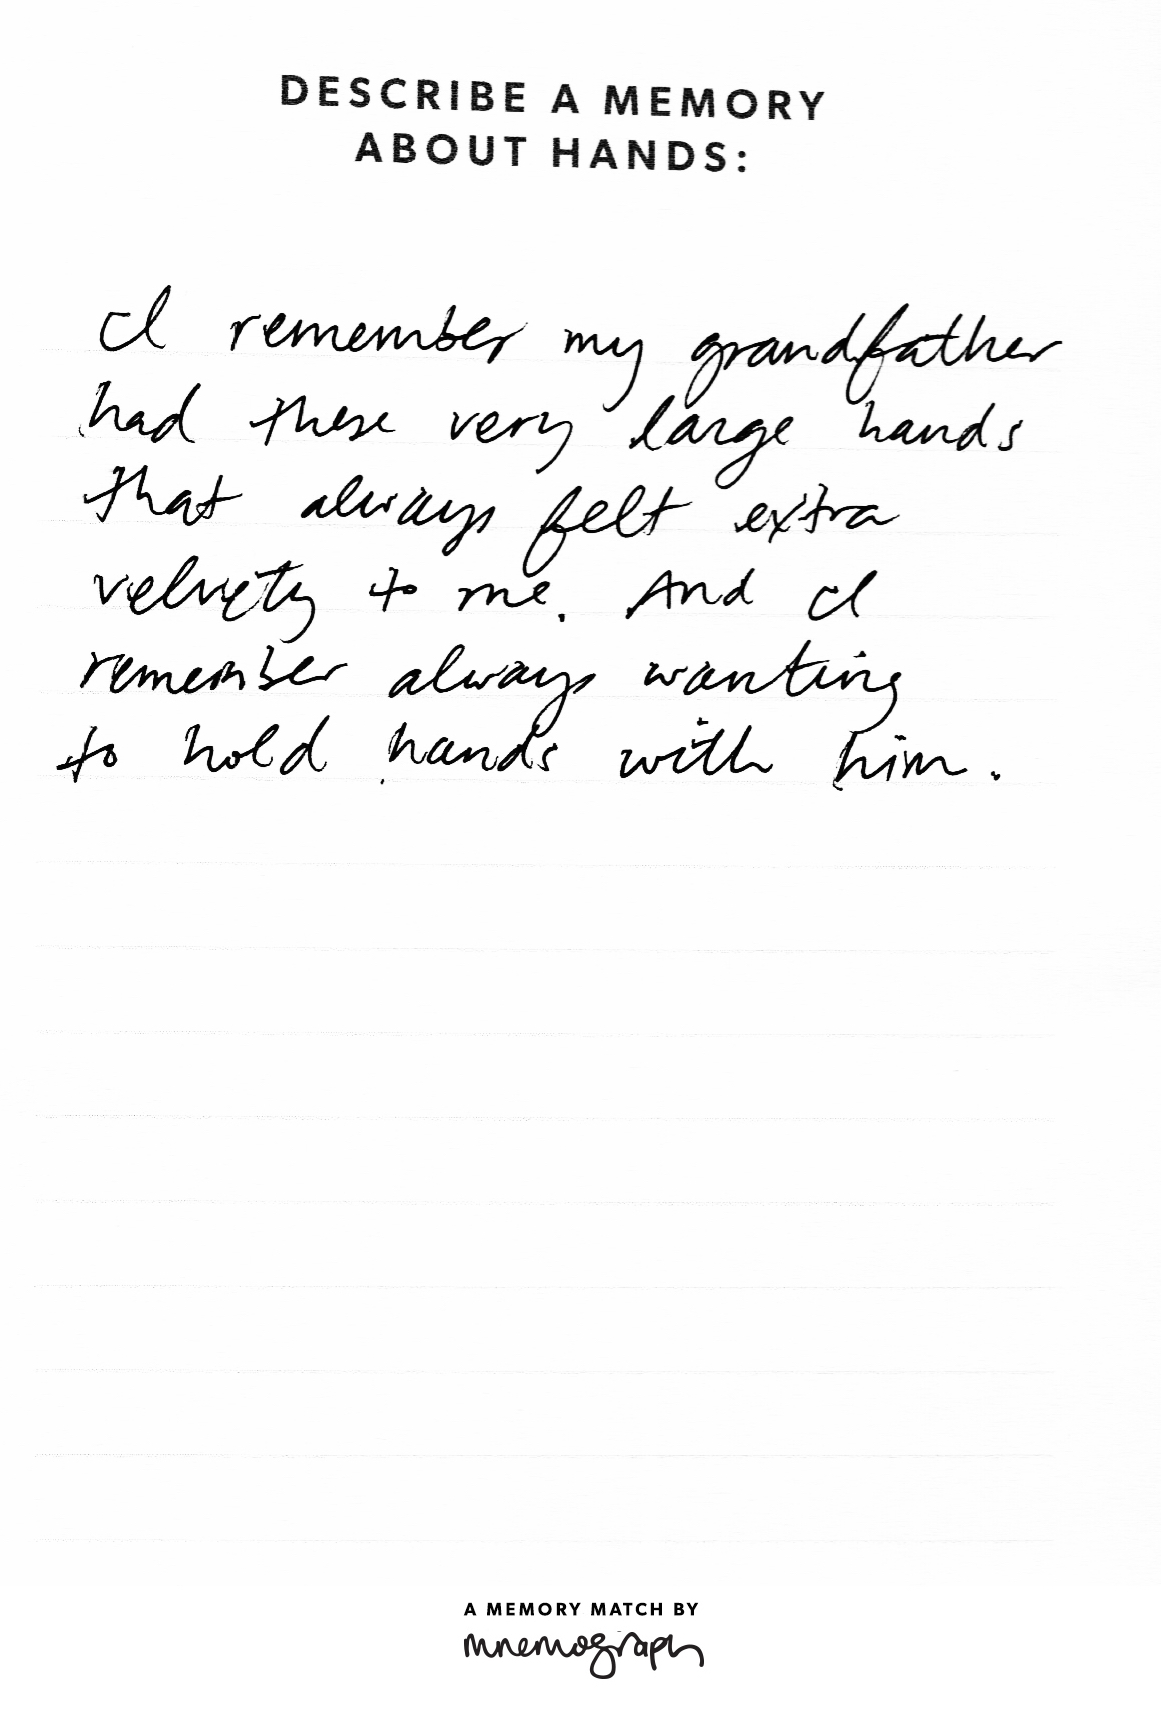 DESCRIBE A MEMORY
ABOUT HANDS:
I remember my grandfather
had these very large hands
that always felt extra
velvety to me. And I
remember always wanting
to hold hands with him.
A MEMORY MATCH BY
mnemograph